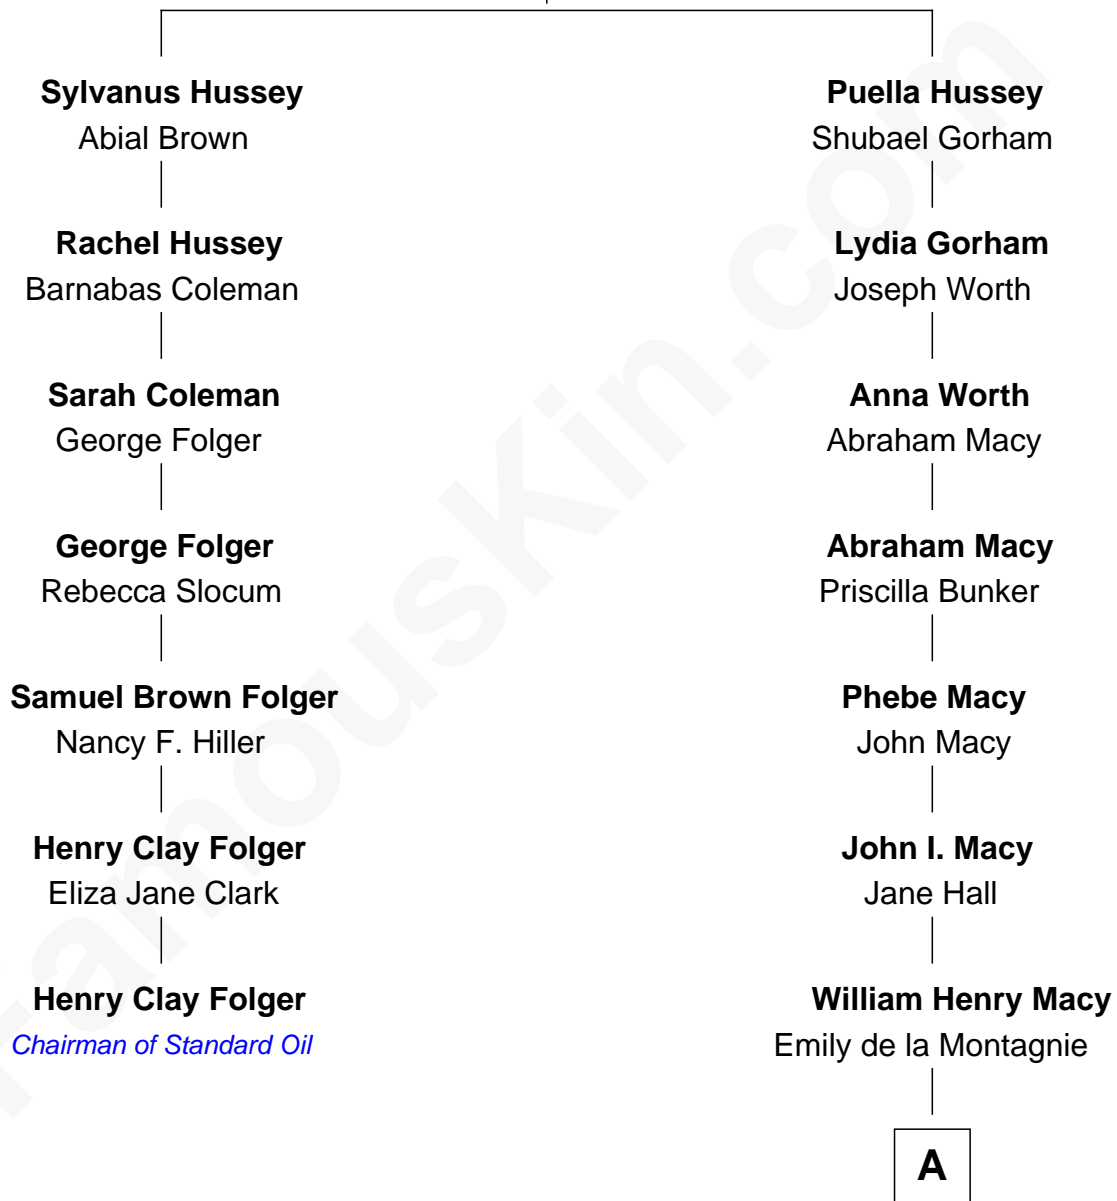 Sylvanus Hussey
Abial Brown
Puella Hussey
Shubael Gorham
Rachel Hussey
Barnabas Coleman
Lydia Gorham
Joseph Worth
Sarah Coleman
George Folger
Anna Worth
Abraham Macy
George Folger
Rebecca Slocum
Abraham Macy
Priscilla Bunker
Samuel Brown Folger
Nancy F. Hiller
Phebe Macy
John Macy
Henry Clay Folger
Eliza Jane Clark
John I. Macy
Jane Hall
Henry Clay Folger
Chairman of Standard Oil
William Henry Macy
Emily de la Montagnie
A
FamousKin.com